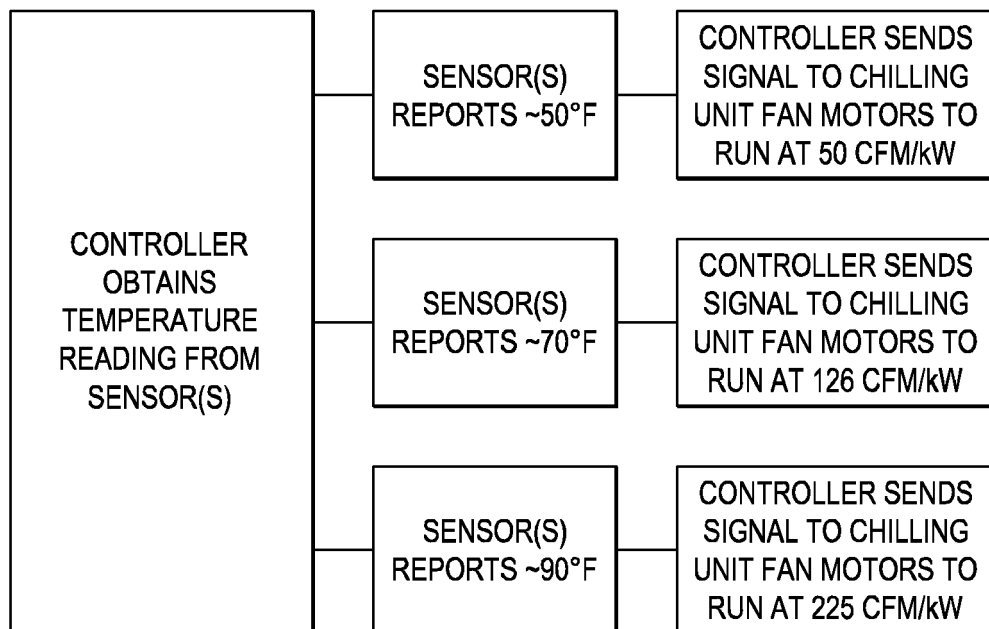 CONTROLLER
OBTAINS
TEMPERATURE
READING FROM
SENSOR(S)
SENSOR(S)
REPORTS ~50°F
CONTROLLER SENDS
SIGNAL TO CHILLING
UNIT FAN MOTORS TO
RUN AT 50 CFM/kW
SENSOR(S)
REPORTS ~70°F
CONTROLLER SENDS
SIGNAL TO CHILLING
UNIT FAN MOTORS TO
RUN AT 126 CFM/kW
SENSOR(S)
REPORTS ~90°F
CONTROLLER SENDS
SIGNAL TO CHILLING
UNIT FAN MOTORS TO
RUN AT 225 CFM/kW